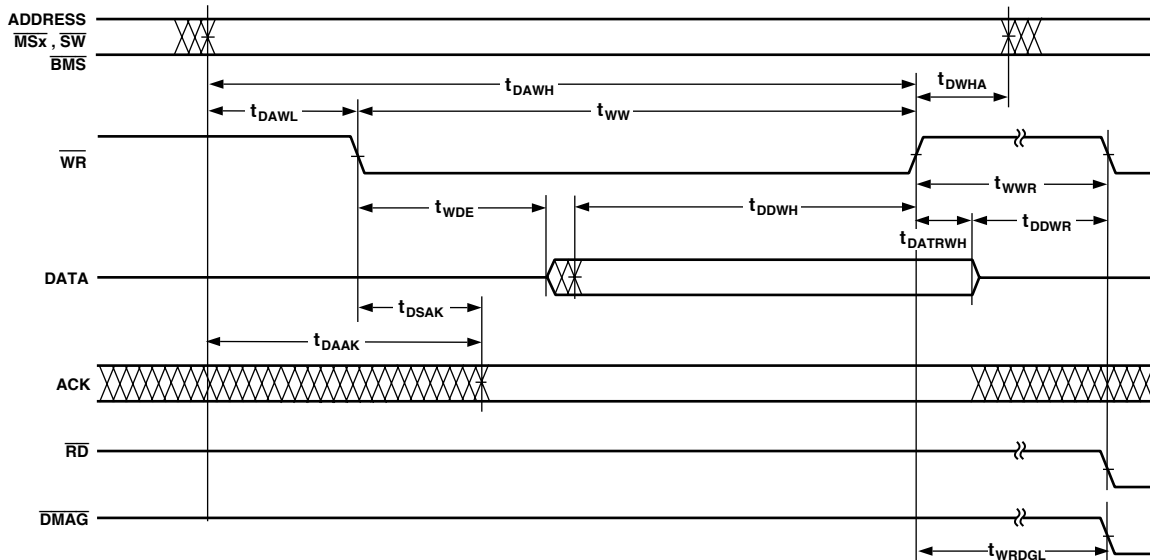 ADDRESS
MSx , SW
BMS
tDAWH
tDWHA
tDAWL
tWW
WR
tWWR
tWDE
tDDWH
tDATRWH
tDDWR
DATA
tDSAK
tDAAK
ACK
RD
DMAG
tWRDGL